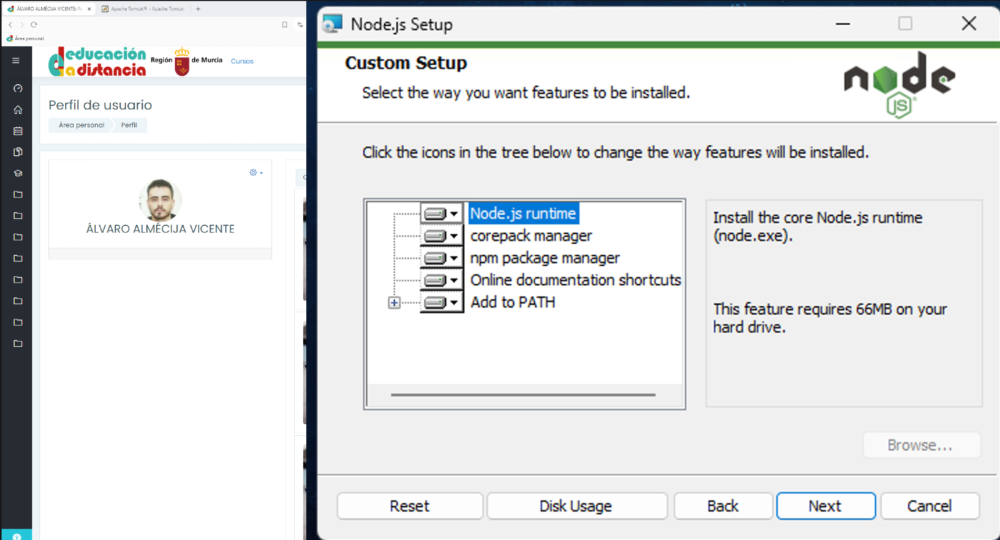 ÁLVARO ALMÉCIJA VICENTE: Pe
Apache Tomcat® - Apache Tomcat
Área personal
educación
a distancia
Región de Murcia
Cursos
Perfil de usuario
Área personal
Perfil
ÁLVARO ALMÉCIJA VICENTE
Node.js Setup
Custom Setup
Select the way you want features to be installed.
node
JS
Click the icons in the tree below to change the way features will be installed.
Node.js runtime
corepack manager
npm package manager
Online documentation shortcuts
Add to PATH
Install the core Node.js runtime
(node.exe).
This feature requires 66MB on your
hard drive.
Browse...
Reset
Disk Usage
Back
Next
Cancel